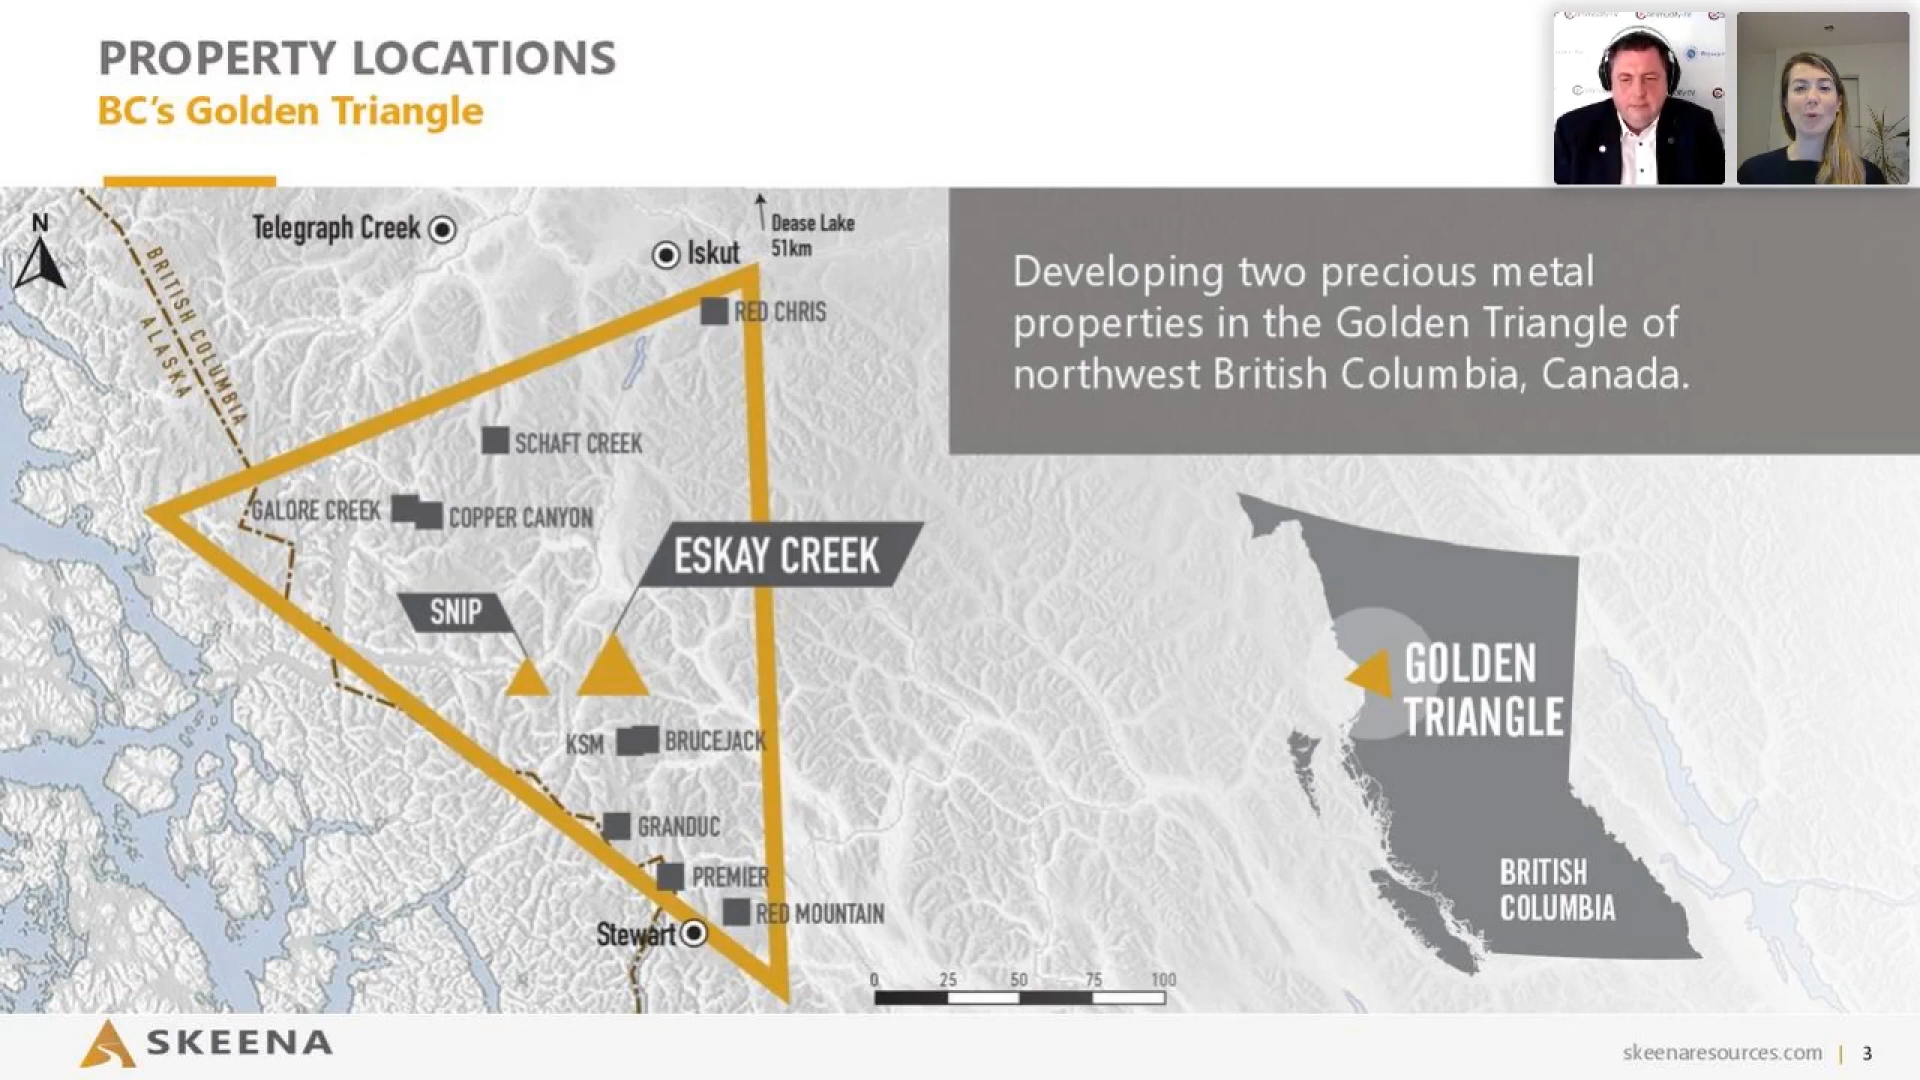 PROPERTY LOCATIONS
BC's Golden Triangle
N
Telegraph Creek
Iskut
Dease Lake
51km
BRITISH COLUMBIA
ALASKA
RED CHRIS
Developing two precious metal
properties in the Golden Triangle of
northwest British Columbia, Canada.
SCHAFT CREEK
GALORE CREEK
COPPER CANYON
ESKAY CREEK
SNIP
GOLDEN
TRIANGLE
KSM
BRUCEJACK
GRANDUC
PREMIER
RED MOUNTAIN
Stewart
BRITISH
COLUMBIA
0 25 50 75 100
SKEENA
skeenaresources.com | 3